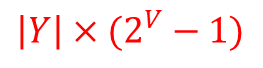 |Y| × (2^V − 1)